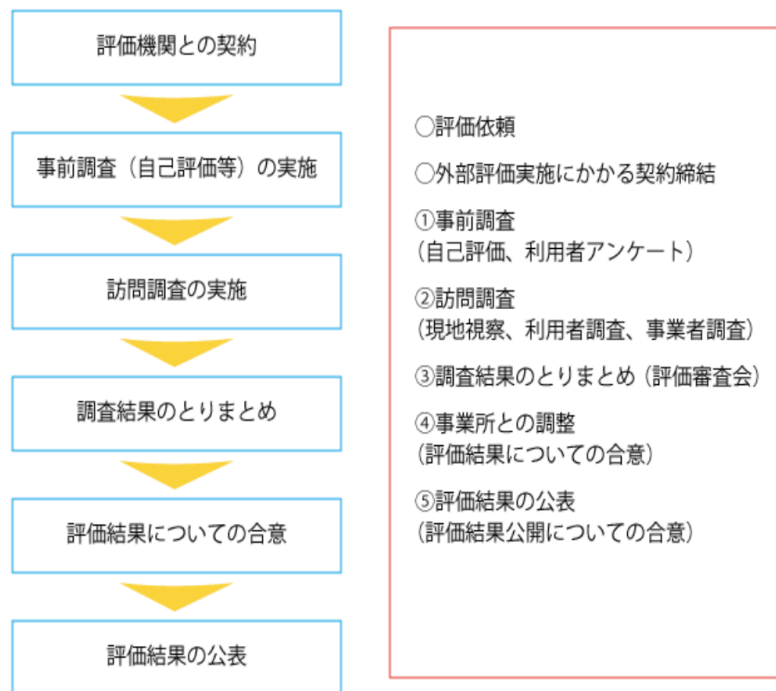 評価機関との契約
事前調査（自己評価等）の実施
訪問調査の実施
調査結果のとりまとめ
評価結果についての合意
評価結果の公表
○評価依頼
○外部評価実施にかかる契約締結
①事前調査
（自己評価、利用者アンケート）
②訪問調査
（現地視察、利用者調査、事業者調査）
③調査結果のとりまとめ（評価審査会）
④事業所との調整
（評価結果についての合意）
⑤評価結果の公表
（評価結果公開についての合意）